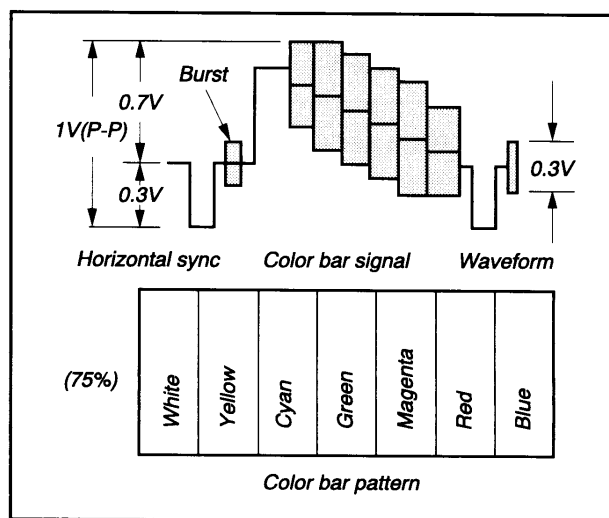 Burst
0.7V
1V(P-P)
0.3V
0.3V
Horizontal sync
Color bar signal
Waveform
(75%)
White
Yellow
Cyan
Green
Magenta
Red
Blue
Color bar pattern